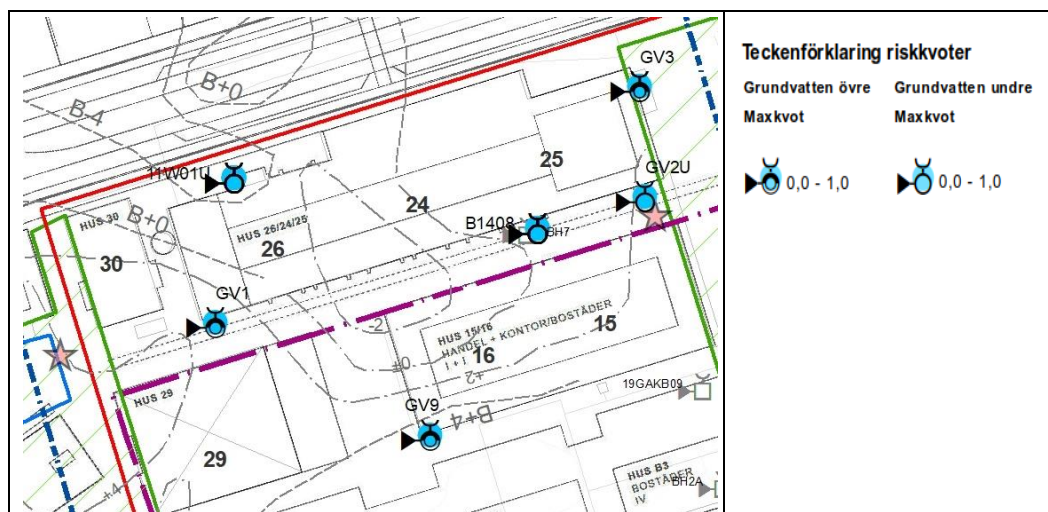 B+0
B-4
11W01U
HUS 30
B+0
30
HUS 26/24/25
26
24
25
GV3
GV2U
B1408
BH7
GV1
-2
±0
+2
HUS 15/16
HANDEL + KONTOR/BOSTÄDER
I + I
16
15
19GAKB09
HUS 29
29
GV9
B+4
+4
HUS B3
BOSTÄDER
IV
BH2A
Teckenförklaring riskkvoter
Grundvatten övre Grundvatten undre
Maxkvot Maxkvot
0,0 - 1,0 0,0 - 1,0